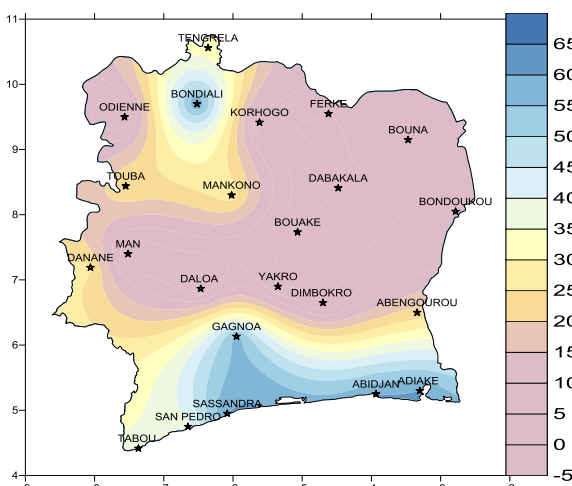 11
TENGRELA
65
10
60
BONDIALI
ODIENNE
FERKE
55
KORHOGO
50
BOUNA
9
45
TOUBA
MANKONO
DABAKALA
40
BONDOUKOU
8
35
BOUAKE
MAN
30
DANANE
7
DALOA
YAKRO
25
DIMBOKRO
ABENGOUROU
20
GAGNOA
6
15
10
ABIDJAN
ADIAKE
SASSANDRA
5
5
SAN PEDRO
TABOU
0
4
-5